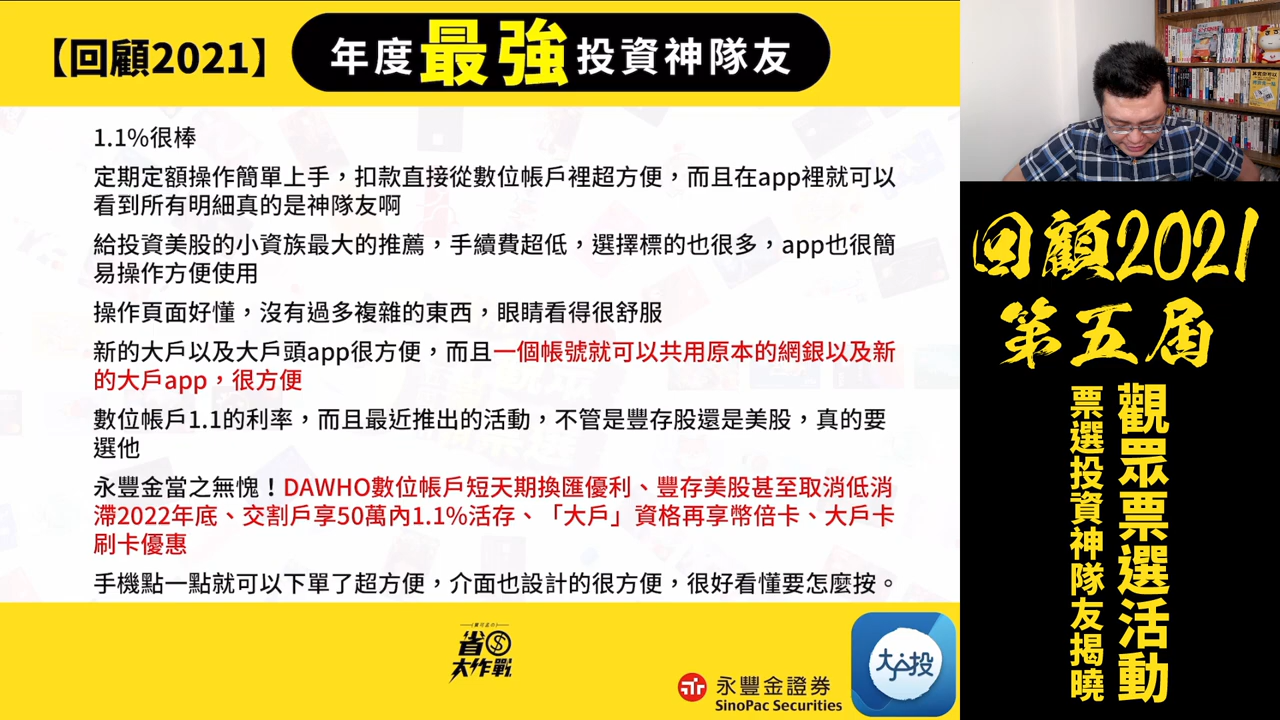 【回顧2021】
年度最強投資神隊友
1.1%很棒
定期定額操作簡單上手，扣款直接從數位帳戶裡超方便，而且在app裡就可以
看到所有明細真的是神隊友啊
給投資美股的小資族最大的推薦，手續費超低，選擇標的也很多，app也很簡
易操作方便使用
操作頁面好懂，沒有過多複雜的東西，眼睛看得很舒服
新的大戶以及大戶頭app很方便，而且一個帳號就可以共用原本的網銀以及新
的大戶app，很方便
數位帳戶1.1的利率，而且最近推出的活動，不管是豐存股還是美股，真的要
選他
永豐金當之無愧！DAWHO數位帳戶短天期換匯優利、豐存美股甚至取消低消
滯2022年底、交割戶享50萬內1.1%活存、「大戶」資格再享幣倍卡、大戶卡
刷卡優惠
手機點一點就可以下單了超方便，介面也設計的很方便，很好看懂要怎麼按。
省大作戰
永豐金證券
SinoPac Securities
大戶投
回顧2021
第五屆
觀眾票選活動
票選投資神隊友揭曉